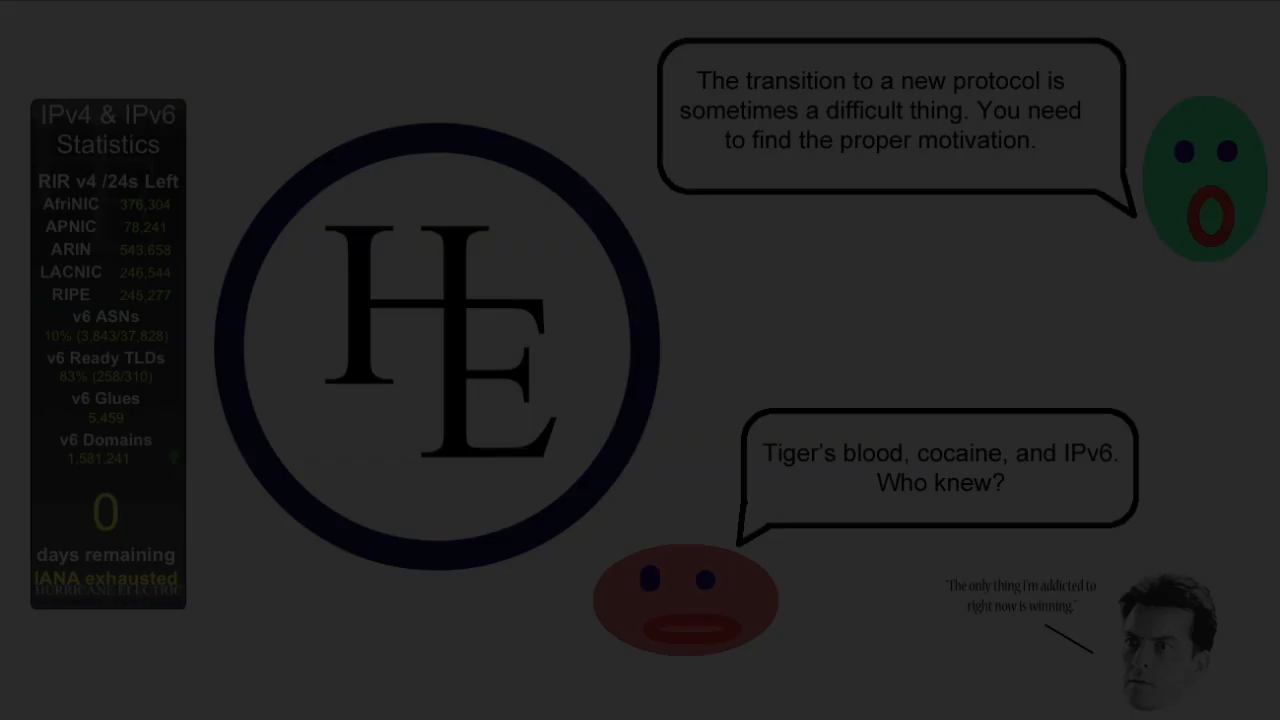 IPv4 & IPv6
Statistics
RIR v4 /24s Left
AfriNIC 376,304
APNIC 78,241
ARIN 543,658
LACNIC 246,544
RIPE 245,277
v6 ASNs
10% (3,843/37,828)
v6 Ready TLDs
83% (258/310)
v6 Glues
5,459
v6 Domains
1,581,241
0
days remaining
IANA exhausted
HURRICANE ELECTRIC
HE
The transition to a new protocol is
sometimes a difficult thing. You need
to find the proper motivation.
Tiger's blood, cocaine, and IPv6.
Who knew?
"The only thing I'm addicted to
right now is winning."